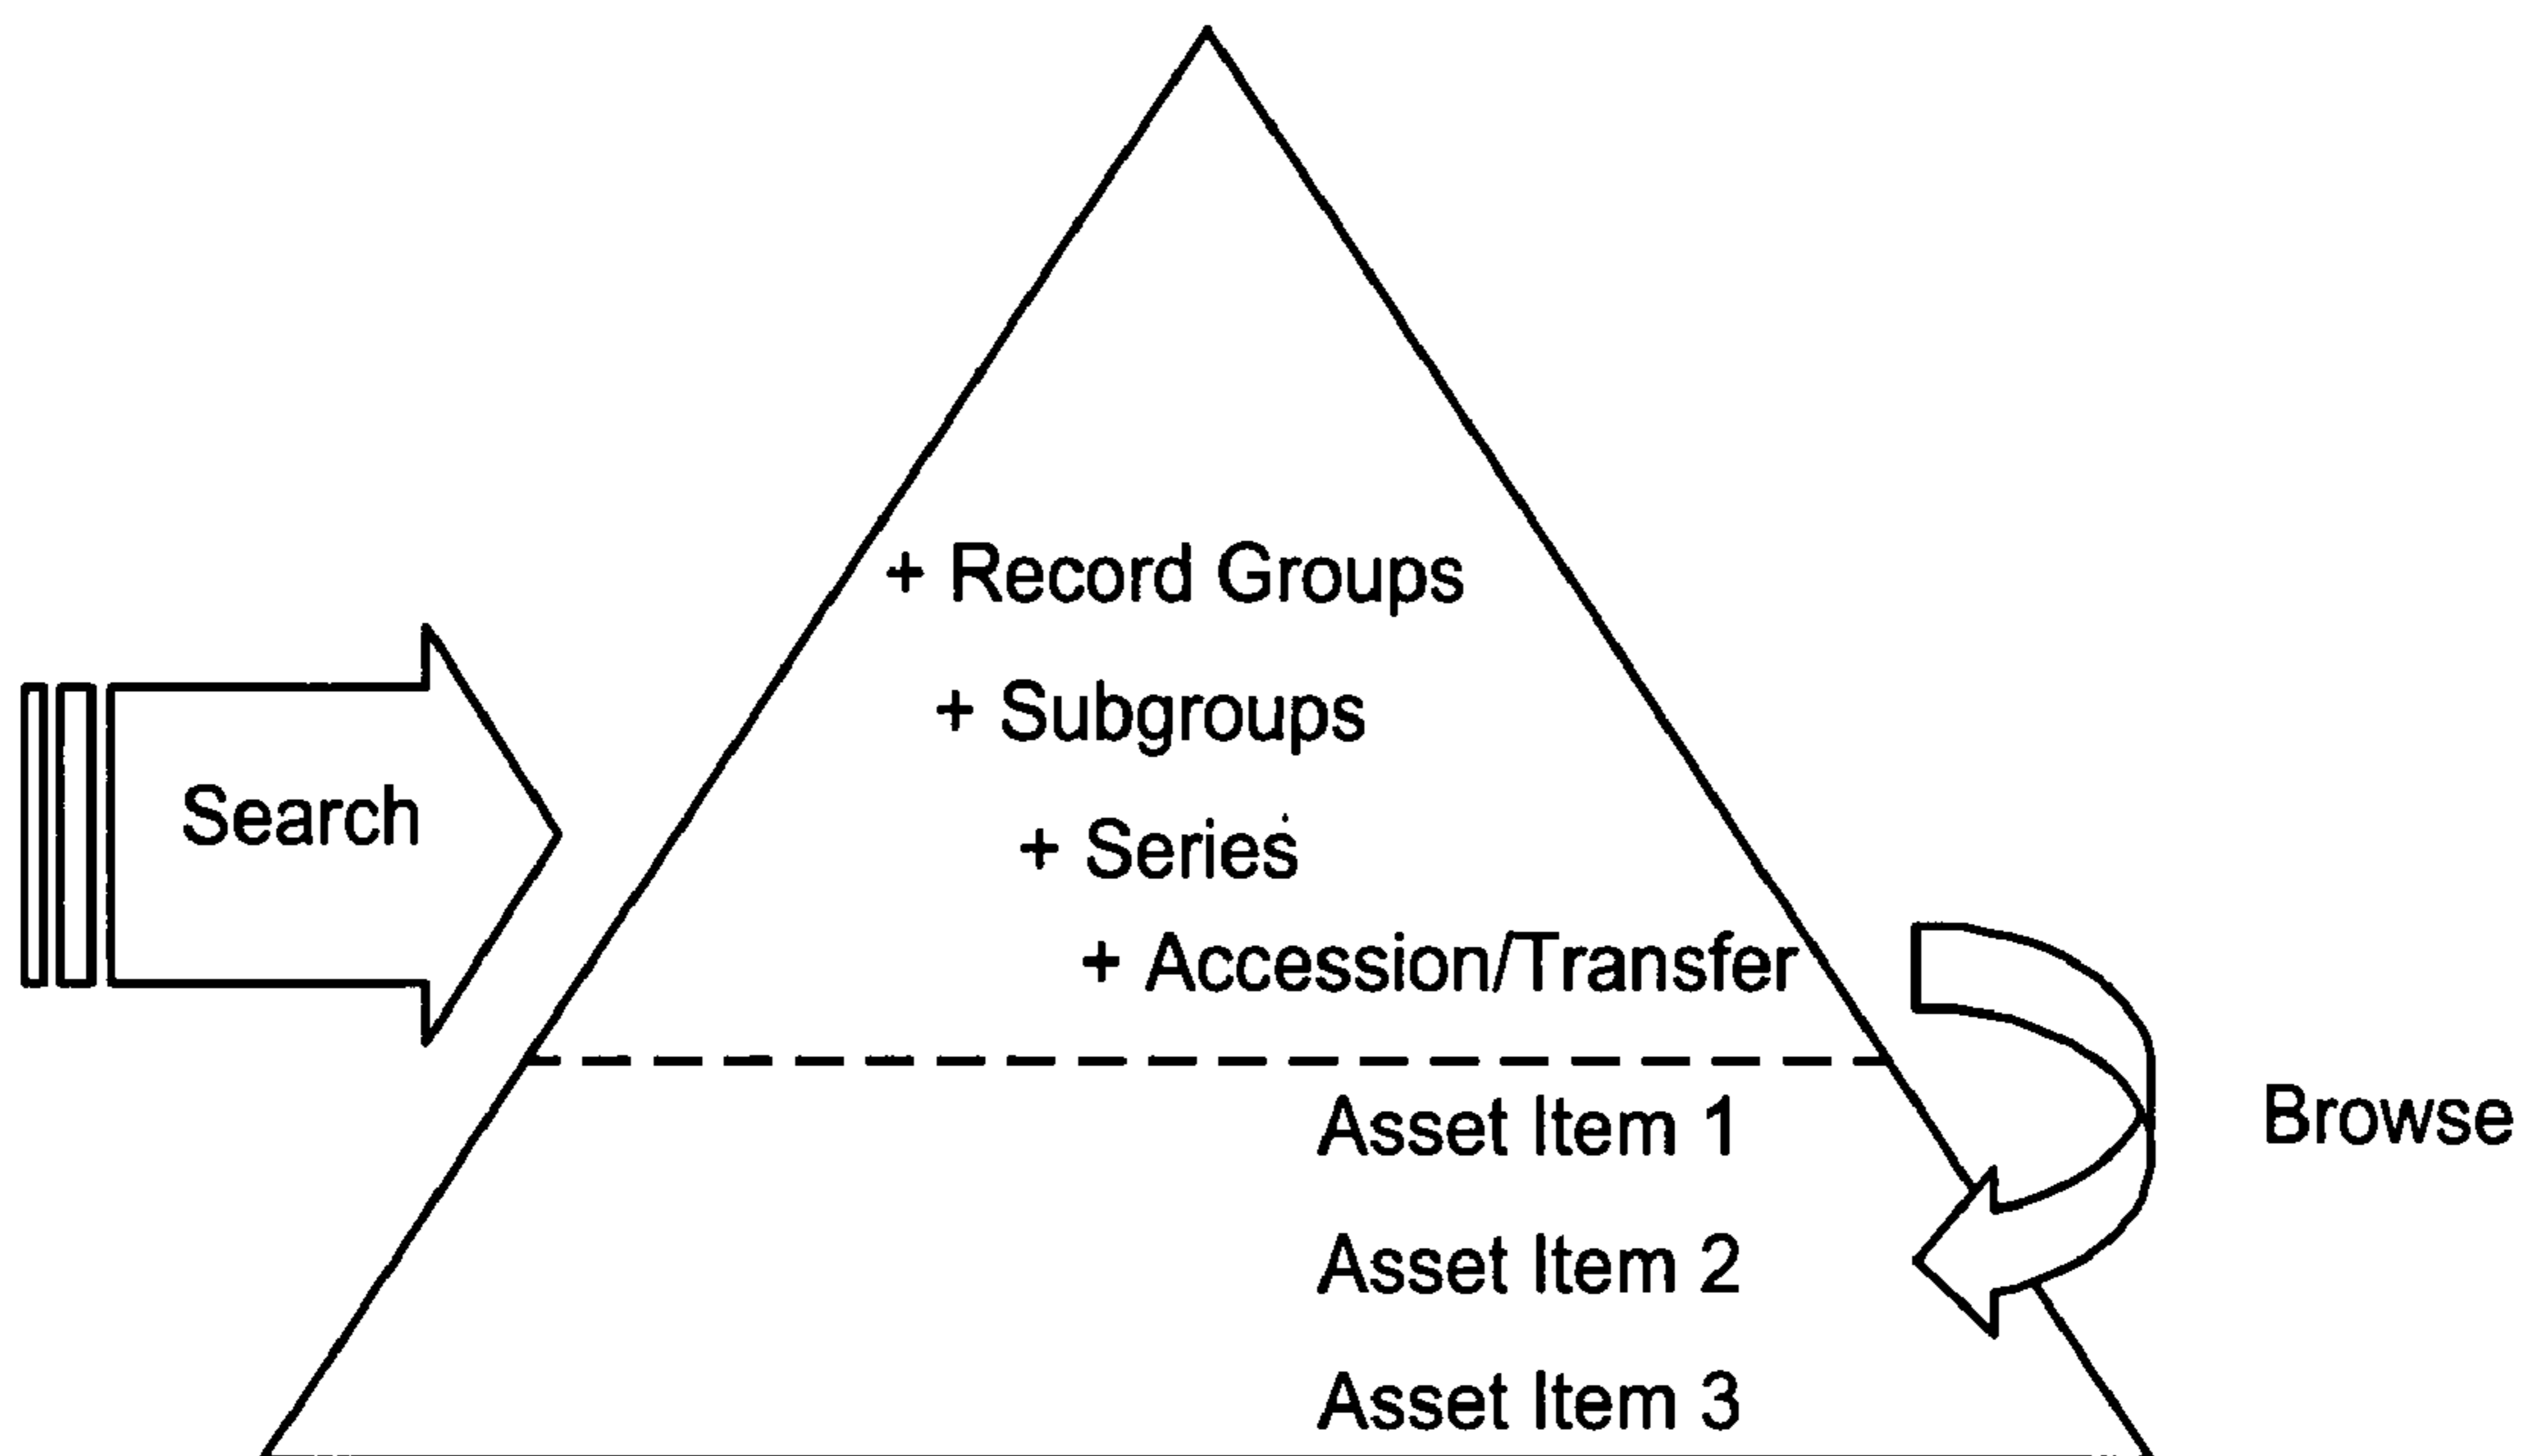 + Record Groups
+ Subgroups
Search
+ Series
+ Accession/Transfer
Asset Item 1
Browse
Asset Item 2
Asset Item 3